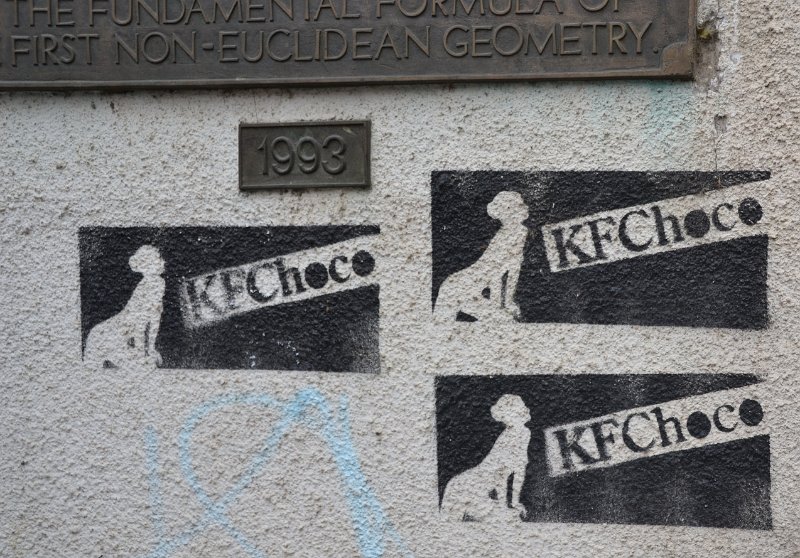 THE FUNDAMENTAL FORMULA OF
FIRST NON-EUCLIDEAN GEOMETRY.
1993
KFChoco
KFChoco
KFChoco